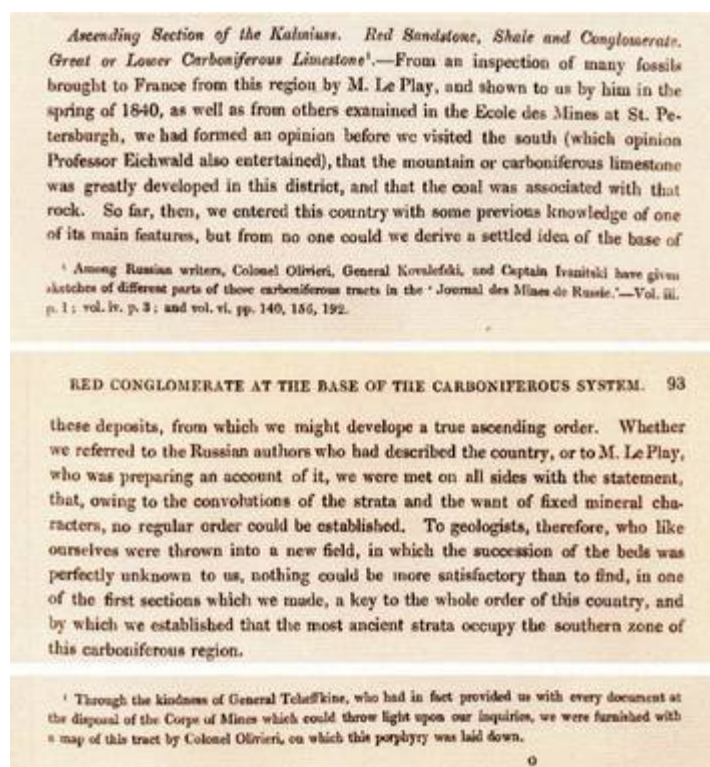 Ascending Section of the Kalmiuss. Red Sandstone, Shale and Conglomerate.
Great or Lower Carboniferous Limestone¹.—From an inspection of many fossils
brought to France from this region by M. Le Play, and shown to us by him in the
spring of 1840, as well as from others examined in the Ecole des Mines at St. Pe-
tersburgh, we had formed an opinion before we visited the south (which opinion
Professor Eichwald also entertained), that the mountain or carboniferous limestone
was greatly developed in this district, and that the coal was associated with that
rock. So far, then, we entered this country with some previous knowledge of one
of its main features, but from no one could we derive a settled idea of the base of
¹ Among Russian writers, Colonel Olivieri, General Kovalefski, and Captain Ivanitski have given
sketches of different parts of these carboniferous tracts in the ‘Journal des Mines de Russie.’—Vol. iii.
p. 1; vol. iv. p. 3; and vol. vi. pp. 140, 156, 192.
RED CONGLOMERATE AT THE BASE OF THE CARBONIFEROUS SYSTEM. 93
these deposits, from which we might develope a true ascending order. Whether
we referred to the Russian authors who had described the country, or to M. Le Play,
who was preparing an account of it, we were met on all sides with the statement,
that, owing to the convolutions of the strata and the want of fixed mineral cha-
racters, no regular order could be established. To geologists, therefore, who like
ourselves were thrown into a new field, in which the succession of the beds was
perfectly unknown to us, nothing could be more satisfactory than to find, in one
of the first sections which we made, a key to the whole order of this country, and
by which we established that the most ancient strata occupy the southern zone of
this carboniferous region.
¹ Through the kindness of General Tcheffkine, who had in fact provided us with every document at
the disposal of the Corps of Mines which could throw light upon our inquiries, we were furnished with
a map of this tract by Colonel Olivieri, on which this porphyry was laid down.
O